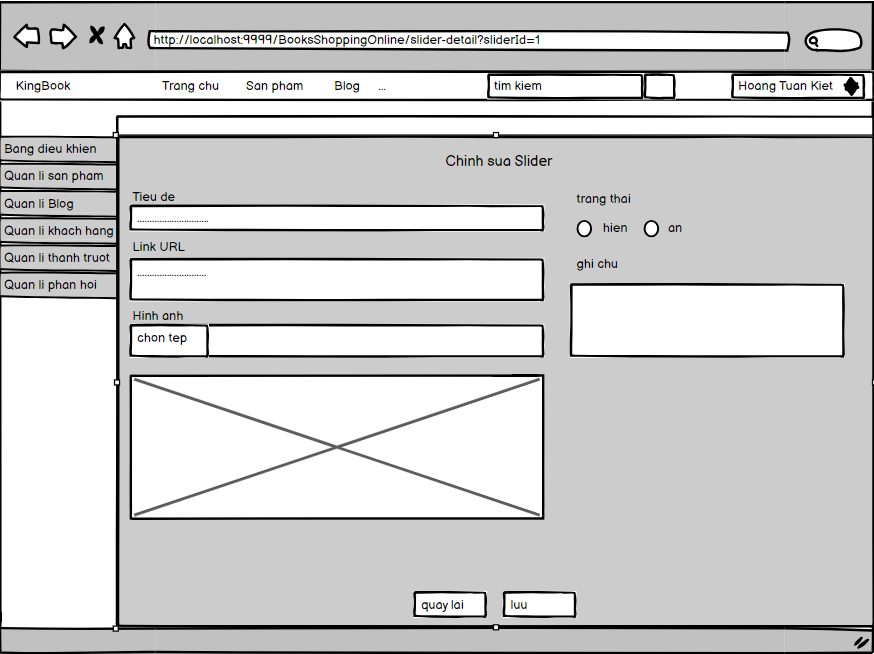 http://localhost:9999/BooksShoppingOnline/slider-detail?sliderId=1
KingBook Trang chu San pham Blog ... tim kiem Hoang Tuan Kiet
Bang dieu khien
Quan li san pham
Quan li Blog
Quan li khach hang
Quan li thanh truot
Quan li phan hoi
Chinh sua Slider
Tieu de
..............................
Link URL
..............................
Hinh anh
chon tep
trang thai
hien an
ghi chu
quay lai luu